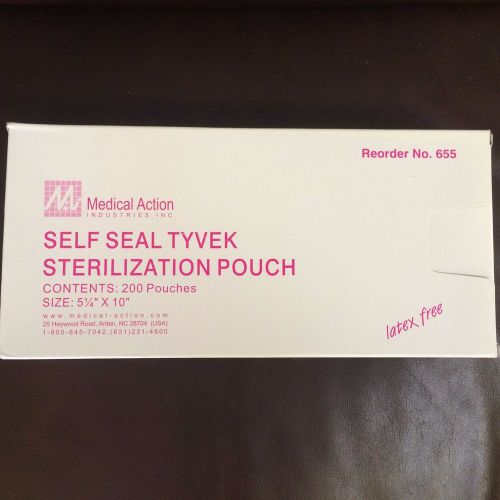 Reorder No. 655
Medical Action
INDUSTRIES INC.
SELF SEAL TYVEK
STERILIZATION POUCH
CONTENTS: 200 Pouches
SIZE: 5¼" X 10"
www.medical-action.com
25 Heywood Road, Arden, NC 28704 (USA)
1-800-645-7042, (631) 231-4600
latex free